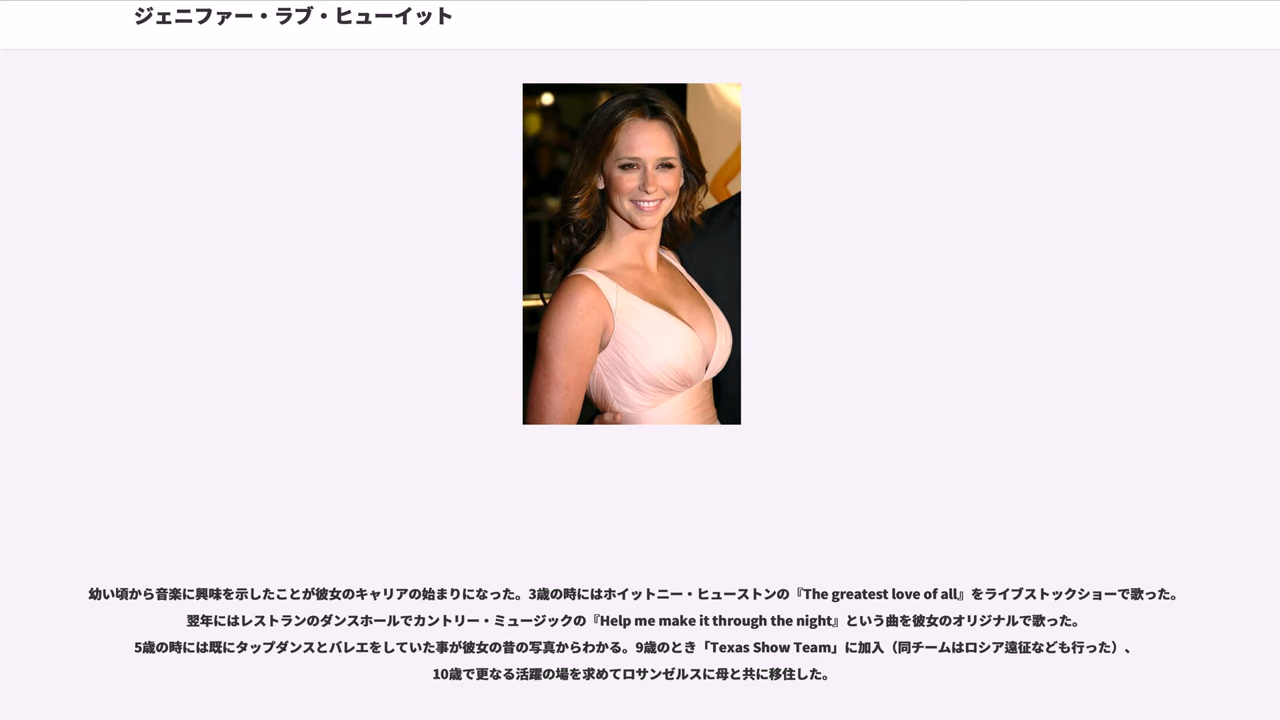 ジェニファー・ラブ・ヒューイット
幼い頃から音楽に興味を示したことが彼女のキャリアの始まりになった。3歳の時にはホイットニー・ヒューストンの『The greatest love of all』をライブストックショーで歌った。
翌年にはレストランのダンスホールでカントリー・ミュージックの『Help me make it through the night』という曲を彼女のオリジナルで歌った。
5歳の時には既にタップダンスとバレエをしていた事が彼女の昔の写真からわかる。9歳のとき「Texas Show Team」に加入（同チームはロシア遠征なども行った）、
10歳で更なる活躍の場を求めてロサンゼルスに母と共に移住した。